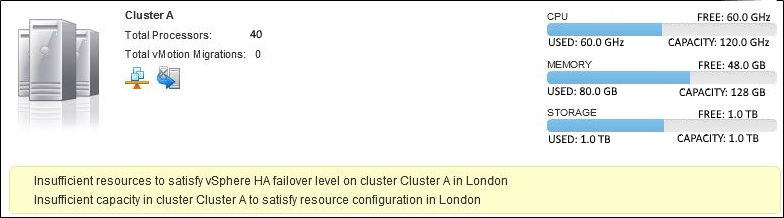 Cluster A
Total Processors: 40
Total vMotion Migrations: 0
CPU FREE: 60.0 GHz
USED: 60.0 GHz CAPACITY: 120.0 GHz
MEMORY FREE: 48.0 GB
USED: 80.0 GB CAPACITY: 128 GB
STORAGE FREE: 1.0 TB
USED: 1.0 TB CAPACITY: 1.0 TB
Insufficient resources to satisfy vSphere HA failover level on cluster Cluster A in London
Insufficient capacity in cluster Cluster A to satisfy resource configuration in London